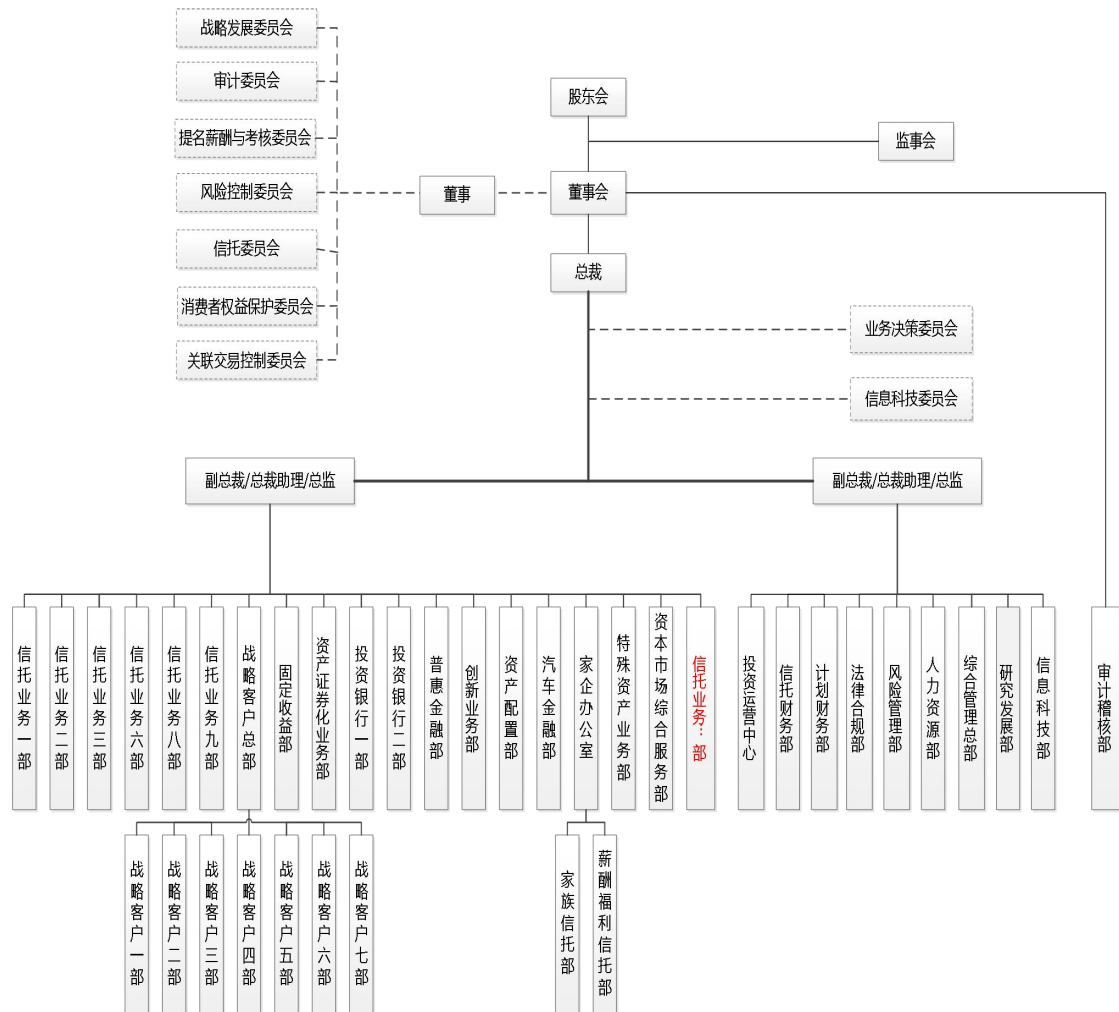 战略发展委员会
审计委员会
提名薪酬与考核委员会
风险控制委员会
信托委员会
消费者权益保护委员会
关联交易控制委员会
股东会
监事会
董事
董事会
总裁
业务决策委员会
信息科技委员会
副总裁/总裁助理/总监
副总裁/总裁助理/总监
信托业务一部
信托业务二部
信托业务三部
信托业务六部
信托业务八部
信托业务九部
战略客户总部
固定收益部
资产证券化业务部
投资银行一部
投资银行二部
普惠金融部
创新业务部
资产配置部
汽车金融部
家企办公室
特殊资产业务部
资本市场综合服务部
信托业务…部
投资运营中心
信托财务部
计划财务部
法律合规部
风险管理部
人力资源部
综合管理总部
研究发展部
信息科技部
审计稽核部
战略客户一部
战略客户二部
战略客户三部
战略客户四部
战略客户五部
战略客户六部
战略客户七部
家族信托部
薪酬福利信托部